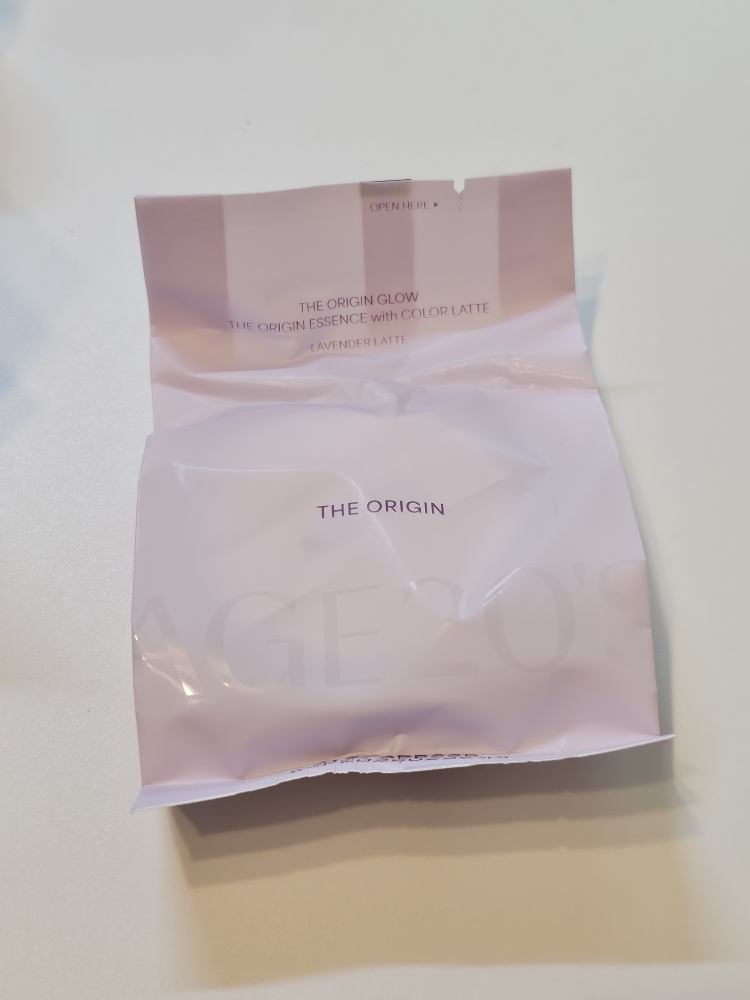 OPEN HERE ▸
THE ORIGIN GLOW
THE ORIGIN ESSENCE with COLOR LATTE
LAVENDER LATTE
THE ORIGIN
AGE20'S